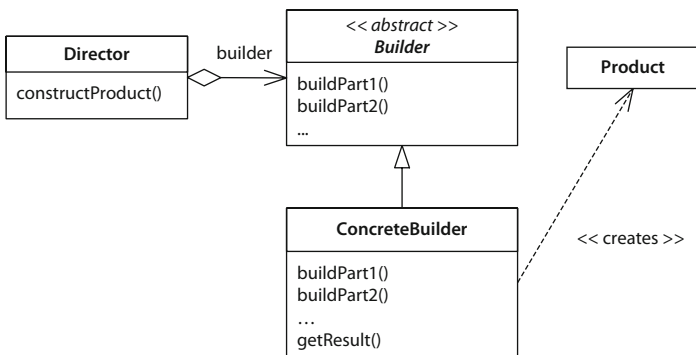 Director
constructProduct()
builder
<< abstract >>
Builder
buildPart1()
buildPart2()
...
Product
ConcreteBuilder
buildPart1()
buildPart2()
…
getResult()
<< creates >>